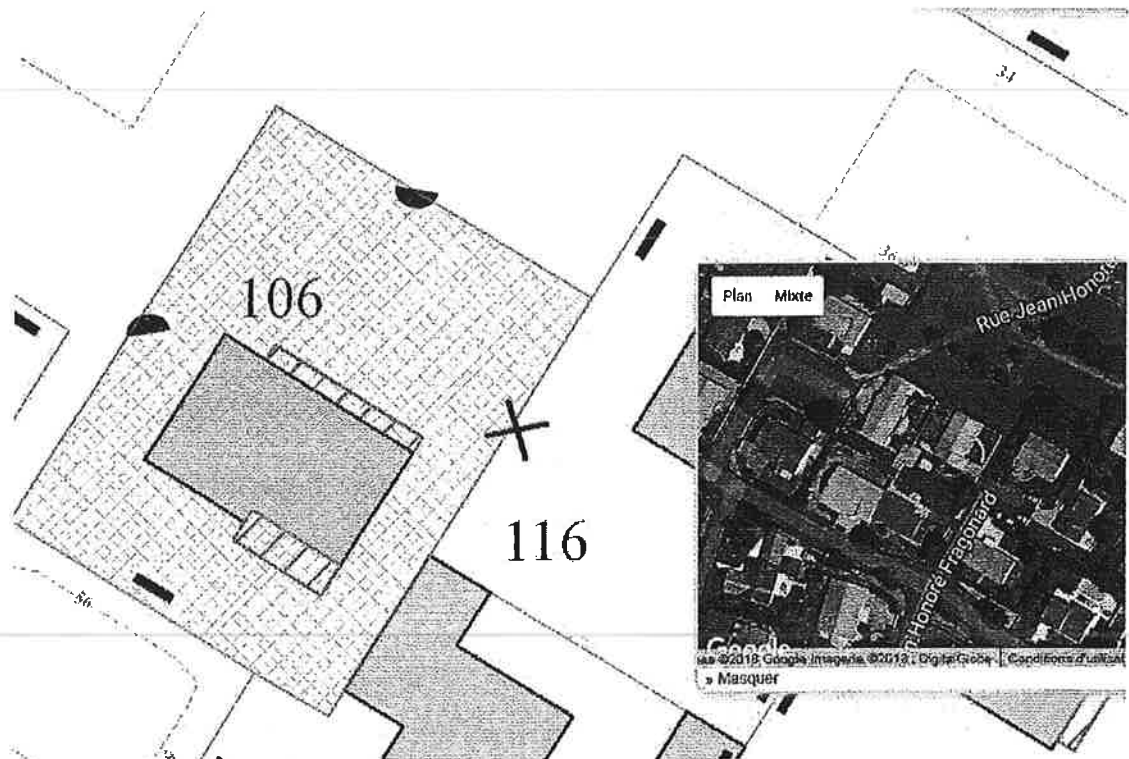 34
106
36
Plan Mixte
Rue Jean Honoré
116
Honoré Fragonard
56
Google
©2018 Google Imagerie ©2018, DigitalGlobe Conditions d'utilisat
» Masquer